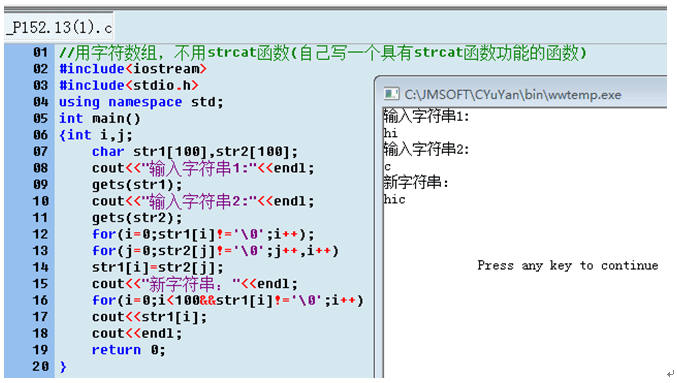 _P152.13(1).c
01 //用字符数组，不用strcat函数(自己写一个具有strcat函数功能的函数)
02 #include<iostream>
03 #include<stdio.h>
04 using namespace std;
05 int main()
06 {int i,j;
07 char str1[100],str2[100];
08 cout<<"输入字符串1:"<<endl;
09 gets(str1);
10 cout<<"输入字符串2:"<<endl;
11 gets(str2);
12 for(i=0;str1[i]!='\0';i++);
13 for(j=0;str2[j]!='\0';j++,i++)
14 str1[i]=str2[j];
15 cout<<"新字符串："<<endl;
16 for(i=0;i<100&&str1[i]!='\0';i++)
17 cout<<str1[i];
18 cout<<endl;
19 return 0;
20 }
C:\JMSOFT\CYuYan\bin\wwtemp.exe
输入字符串1:
hi
输入字符串2:
c
新字符串：
hic
Press any key to continue